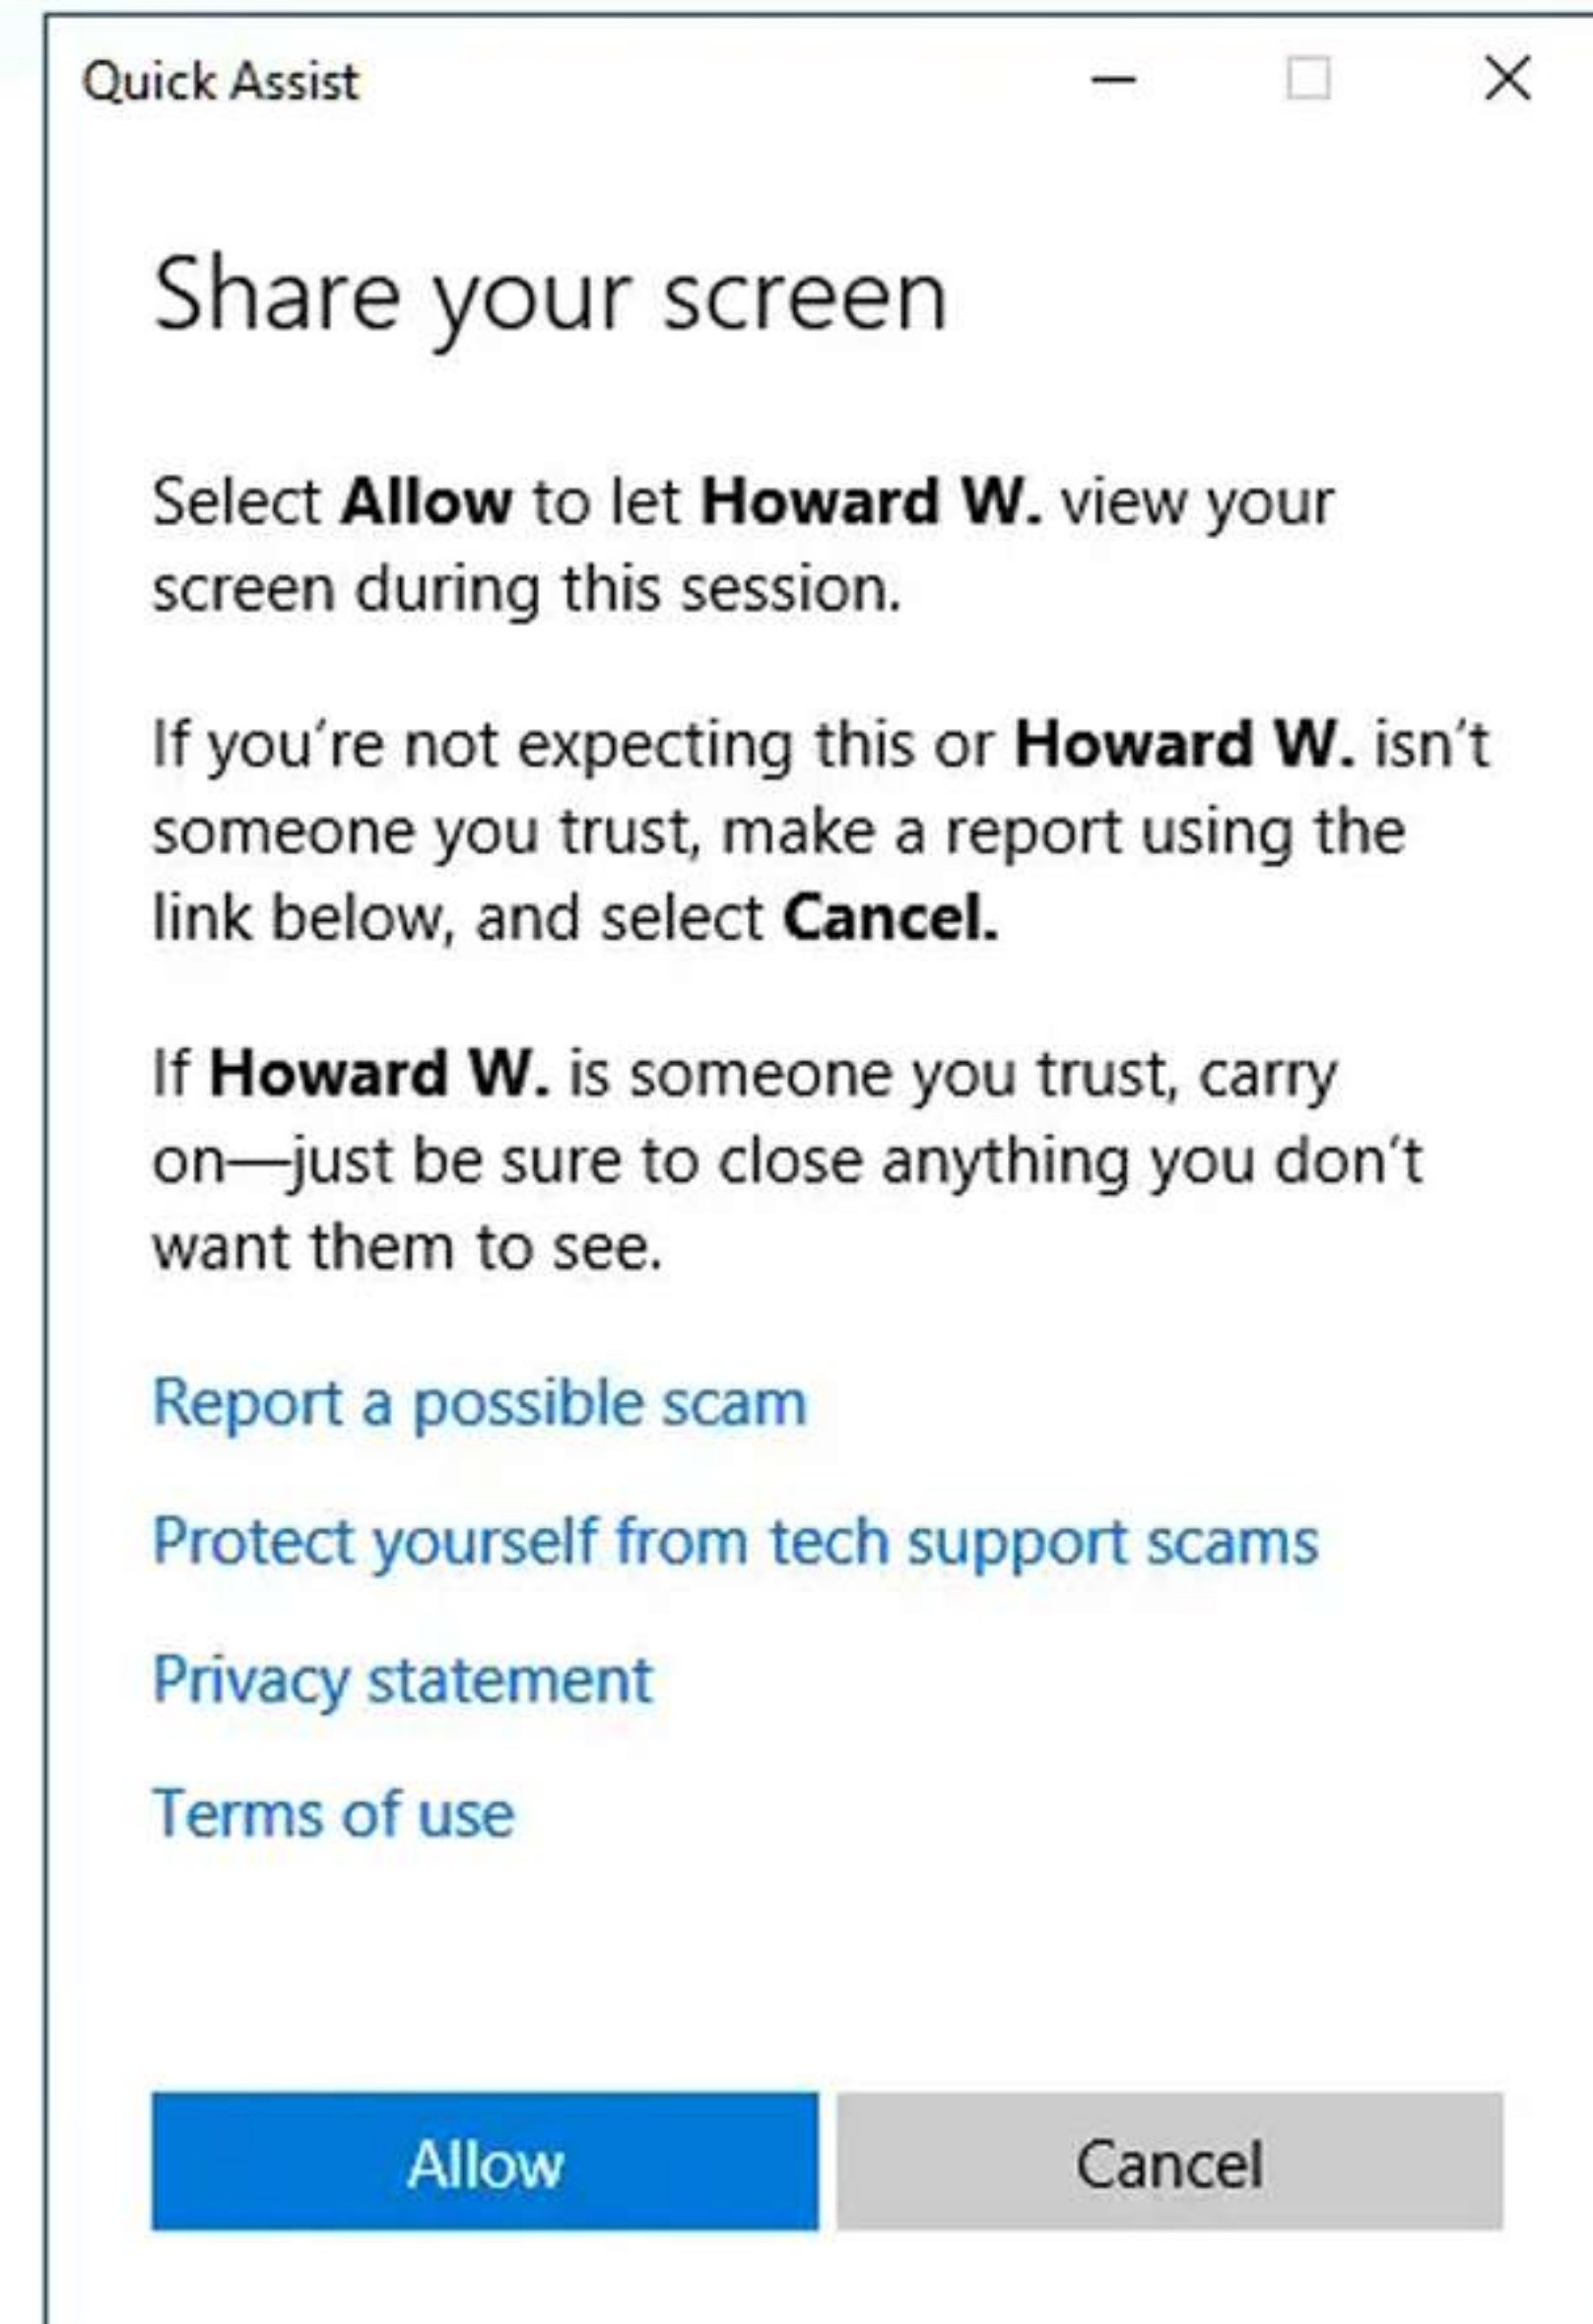 Quick Assist
Share your screen
Select Allow to let Howard W. view your
screen during this session.
If you’re not expecting this or Howard W. isn’t
someone you trust, make a report using the
link below, and select Cancel.
If Howard W. is someone you trust, carry
on—just be sure to close anything you don’t
want them to see.
Report a possible scam
Protect yourself from tech support scams
Privacy statement
Terms of use
Allow Cancel